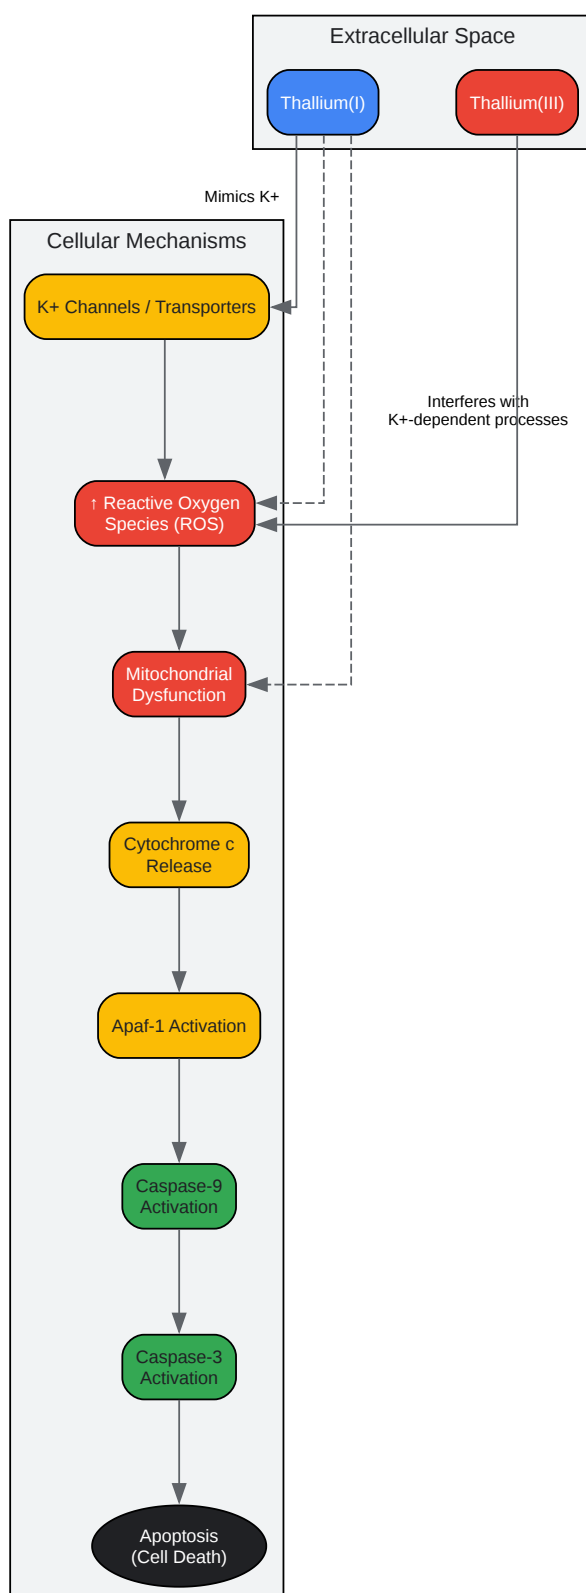 Extracellular Space
Thallium(I)
Thallium(III)
Mimics K+
Cellular Mechanisms
K+ Channels / Transporters
Interferes with
K+-dependent processes
↑ Reactive Oxygen
Species (ROS)
Mitochondrial
Dysfunction
Cytochrome c
Release
Apaf-1 Activation
Caspase-9
Activation
Caspase-3
Activation
Apoptosis
(Cell Death)